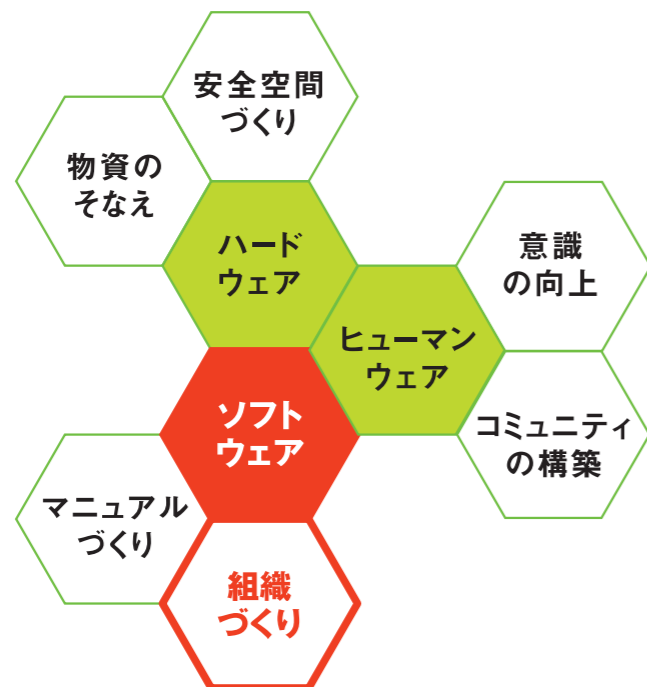 安全空間
づくり
物資の
そなえ
ハード
ウェア
意識
の向上
ヒューマン
ウェア
ソフト
ウェア
コミュニティ
の構築
マニュアル
づくり
組織
づくり